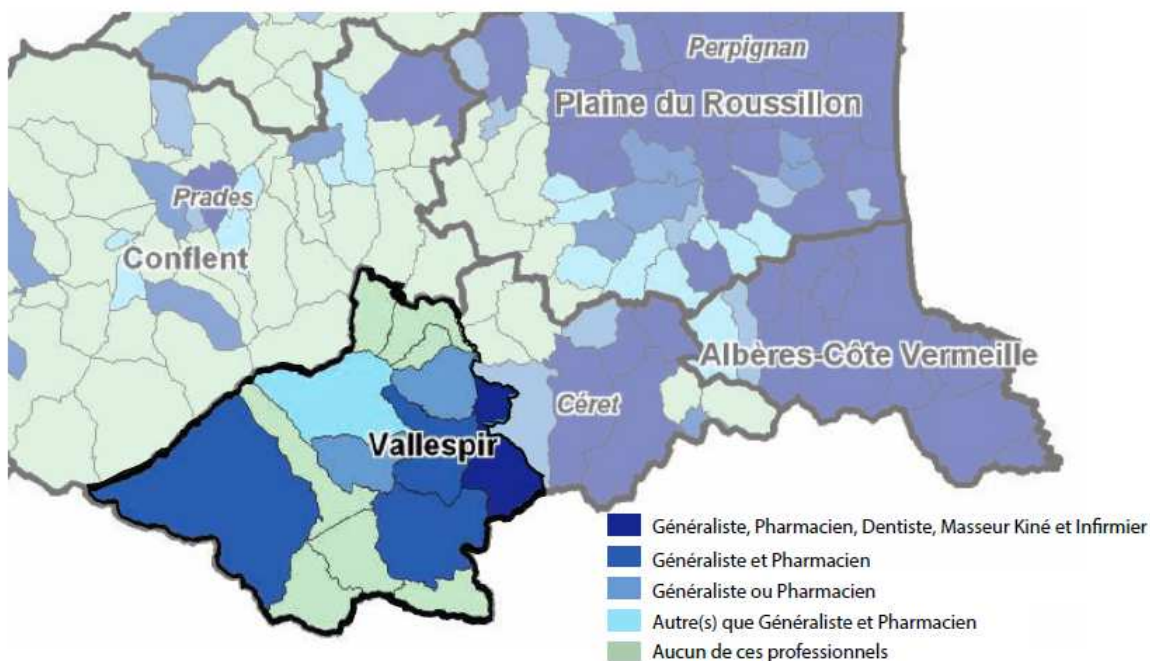 Perpignan
Plaine du Roussillon
Prades
Conflent
Albères-Côte Vermeille
Céret
Vallespir
Généraliste, Pharmacien, Dentiste, Masseur Kiné et Infirmier
Généraliste et Pharmacien
Généraliste ou Pharmacien
Autre(s) que Généraliste et Pharmacien
Aucun de ces professionnels